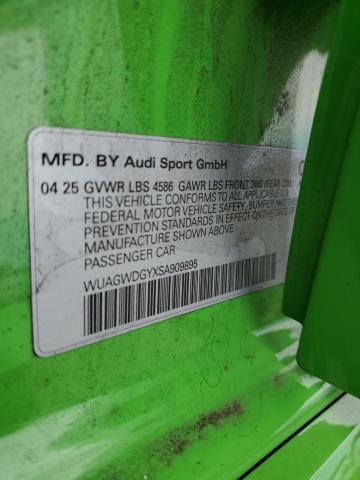 MFD. BY Audi Sport GmbH
04 25 GVWR LBS 4586 GAWR LBS FRONT 2469 REAR
THIS VEHICLE CONFORMS TO ALL APPLICABLE U.S.
FEDERAL MOTOR VEHICLE SAFETY, BUMPER AND THEFT
PREVENTION STANDARDS IN EFFECT ON THE DATE OF
MANUFACTURE SHOWN ABOVE
PASSENGER CAR
WUAGWDGYXSA909895